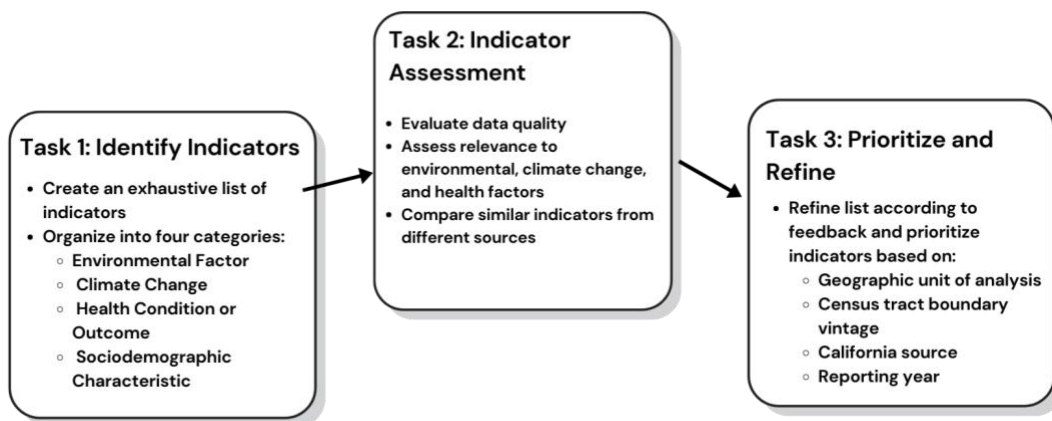 Task 1: Identify Indicators
• Create an exhaustive list of
indicators
• Organize into four categories:
○ Environmental Factor
○ Climate Change
○ Health Condition or
Outcome
○ Sociodemographic
Characteristic
Task 2: Indicator
Assessment
• Evaluate data quality
• Assess relevance to
environmental, climate change,
and health factors
• Compare similar indicators from
different sources
Task 3: Prioritize and
Refine
• Refine list according to
feedback and prioritize
indicators based on:
○ Geographic unit of analysis
○ Census tract boundary
vintage
○ California source
○ Reporting year